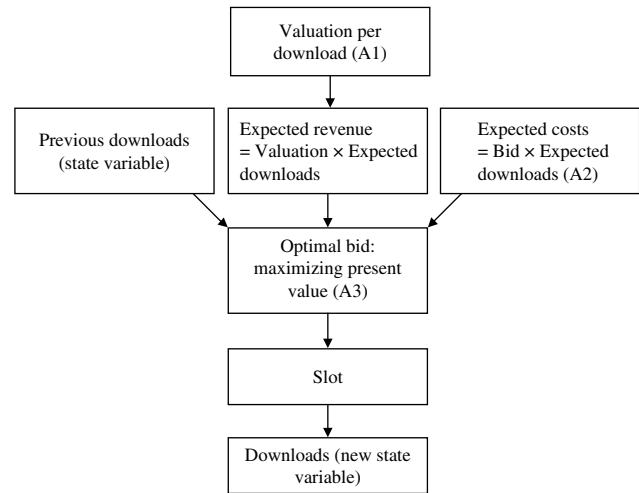 Valuation per
download (A1)
Previous downloads
(state variable)
Expected revenue
= Valuation × Expected
downloads
Expected costs
= Bid × Expected
downloads (A2)
Optimal bid:
maximizing present
value (A3)
Slot
Downloads (new state
variable)